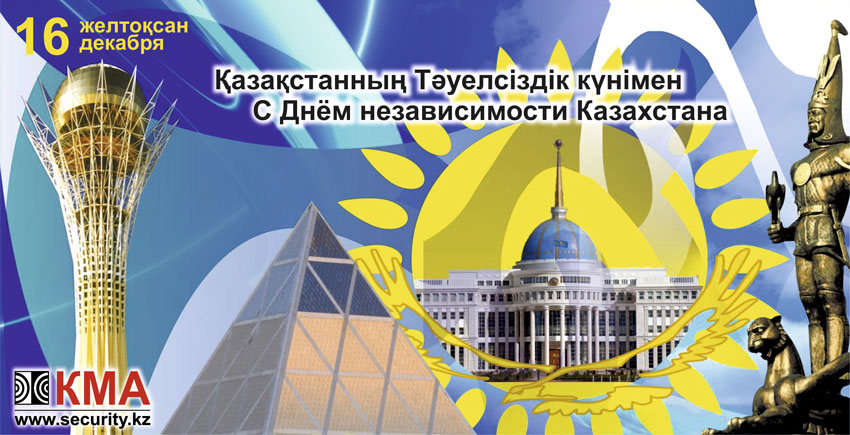 16 желтоқсан
декабря
Қазақстанның Тәуелсіздік күнімен
С Днём независимости Казахстана
КМА
www.security.kz